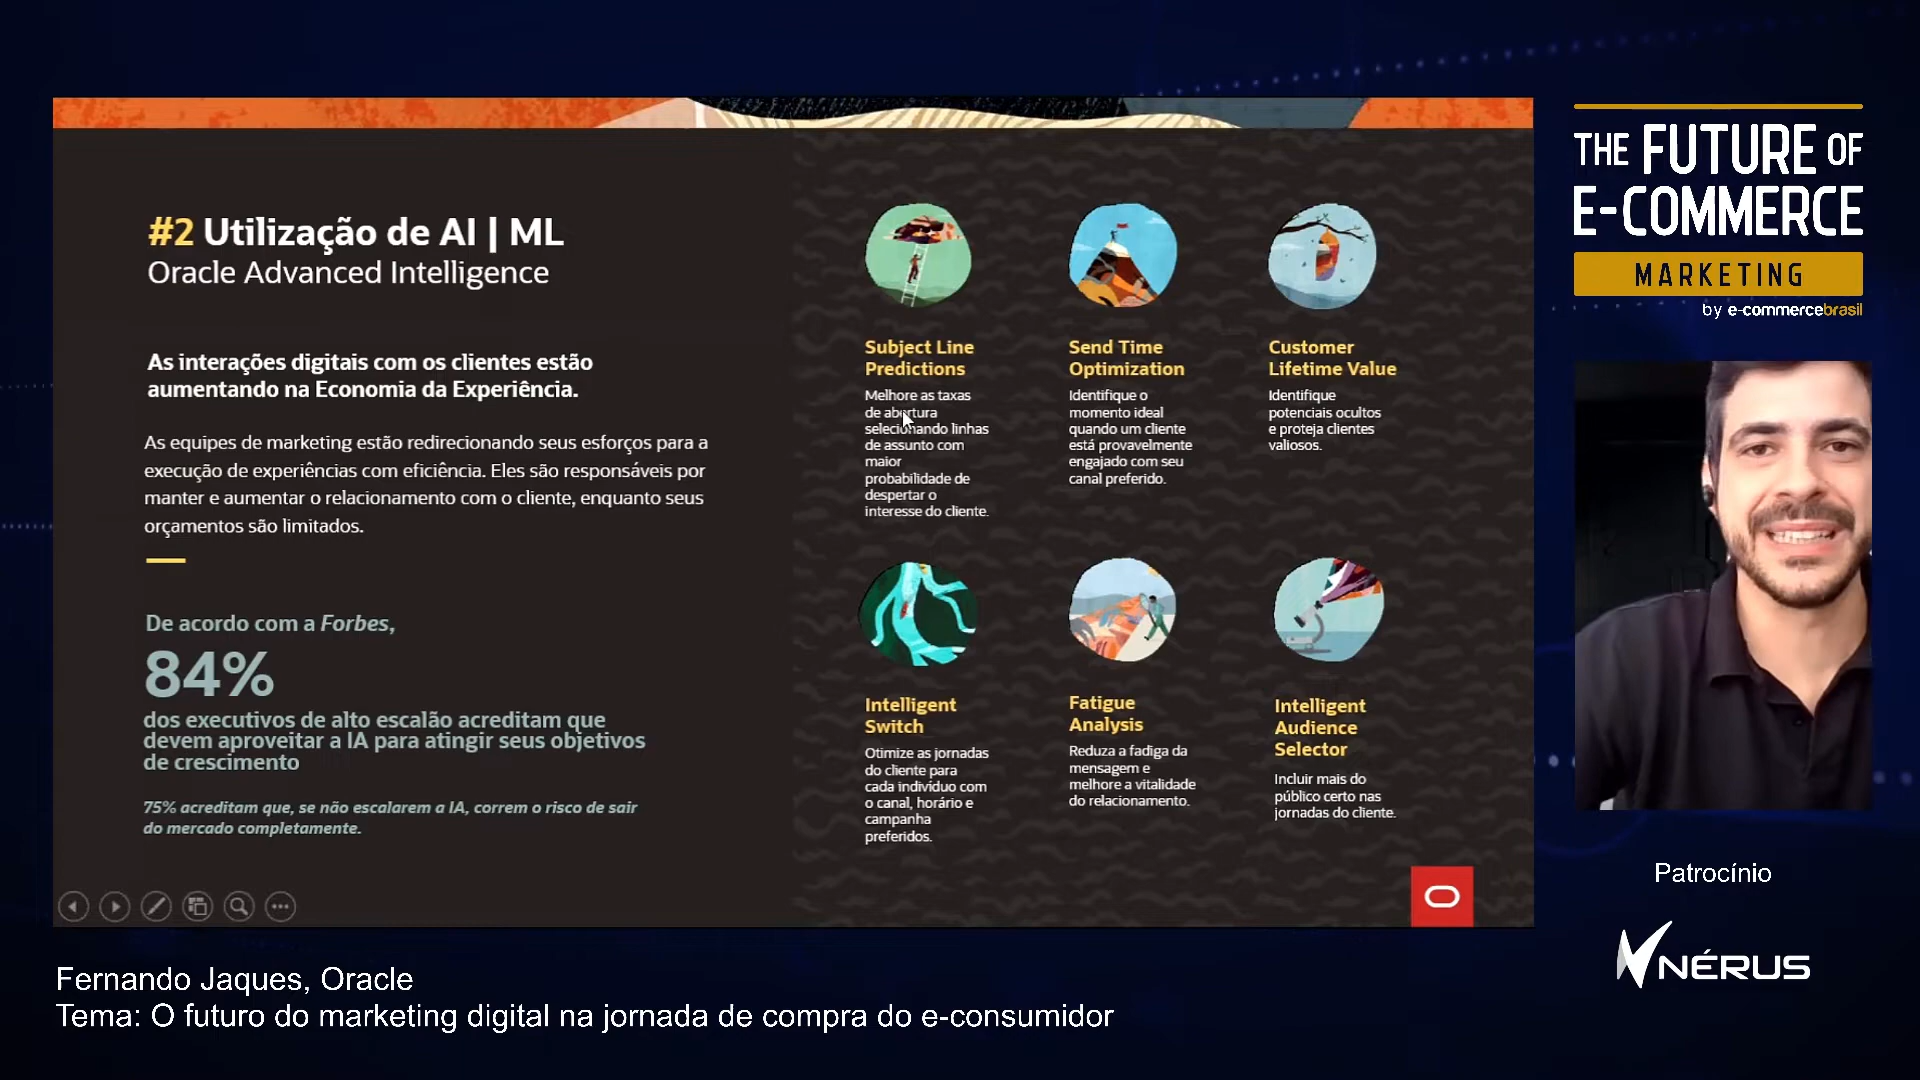 #2 Utilização de AI | ML
Oracle Advanced Intelligence
As interações digitais com os clientes estão
aumentando na Economia da Experiência.
As equipes de marketing estão redirecionando seus esforços para a
execução de experiências com eficiência. Eles são responsáveis por
manter e aumentar o relacionamento com o cliente, enquanto seus
orçamentos são limitados.
De acordo com a Forbes,
84%
dos executivos de alto escalão acreditam que
devem aproveitar a IA para atingir seus objetivos
de crescimento
75% acreditam que, se não escalarem a IA, correm o risco de sair
do mercado completamente.
Subject Line
Predictions
Melhore as taxas
de abertura
selecionando linhas
de assunto com
maior
probabilidade de
despertar o
interesse do cliente.
Send Time
Optimization
Identifique o
momento ideal
quando um cliente
está provavelmente
engajado com seu
canal preferido.
Customer
Lifetime Value
Identifique
potenciais ocultos
e proteja clientes
valiosos.
Intelligent
Switch
Otimize as jornadas
do cliente para
cada indivíduo com
o canal, horário e
campanha
preferidos.
Fatigue
Analysis
Reduza a fadiga da
mensagem e
melhore a vitalidade
do relacionamento.
Intelligent
Audience
Selector
Incluir mais do
público certo nas
jornadas do cliente.
THE FUTURE OF
E-COMMERCE
MARKETING
by e-commercebrasil
Patrocínio
NÉRUS
Fernando Jaques, Oracle
Tema: O futuro do marketing digital na jornada de compra do e-consumidor